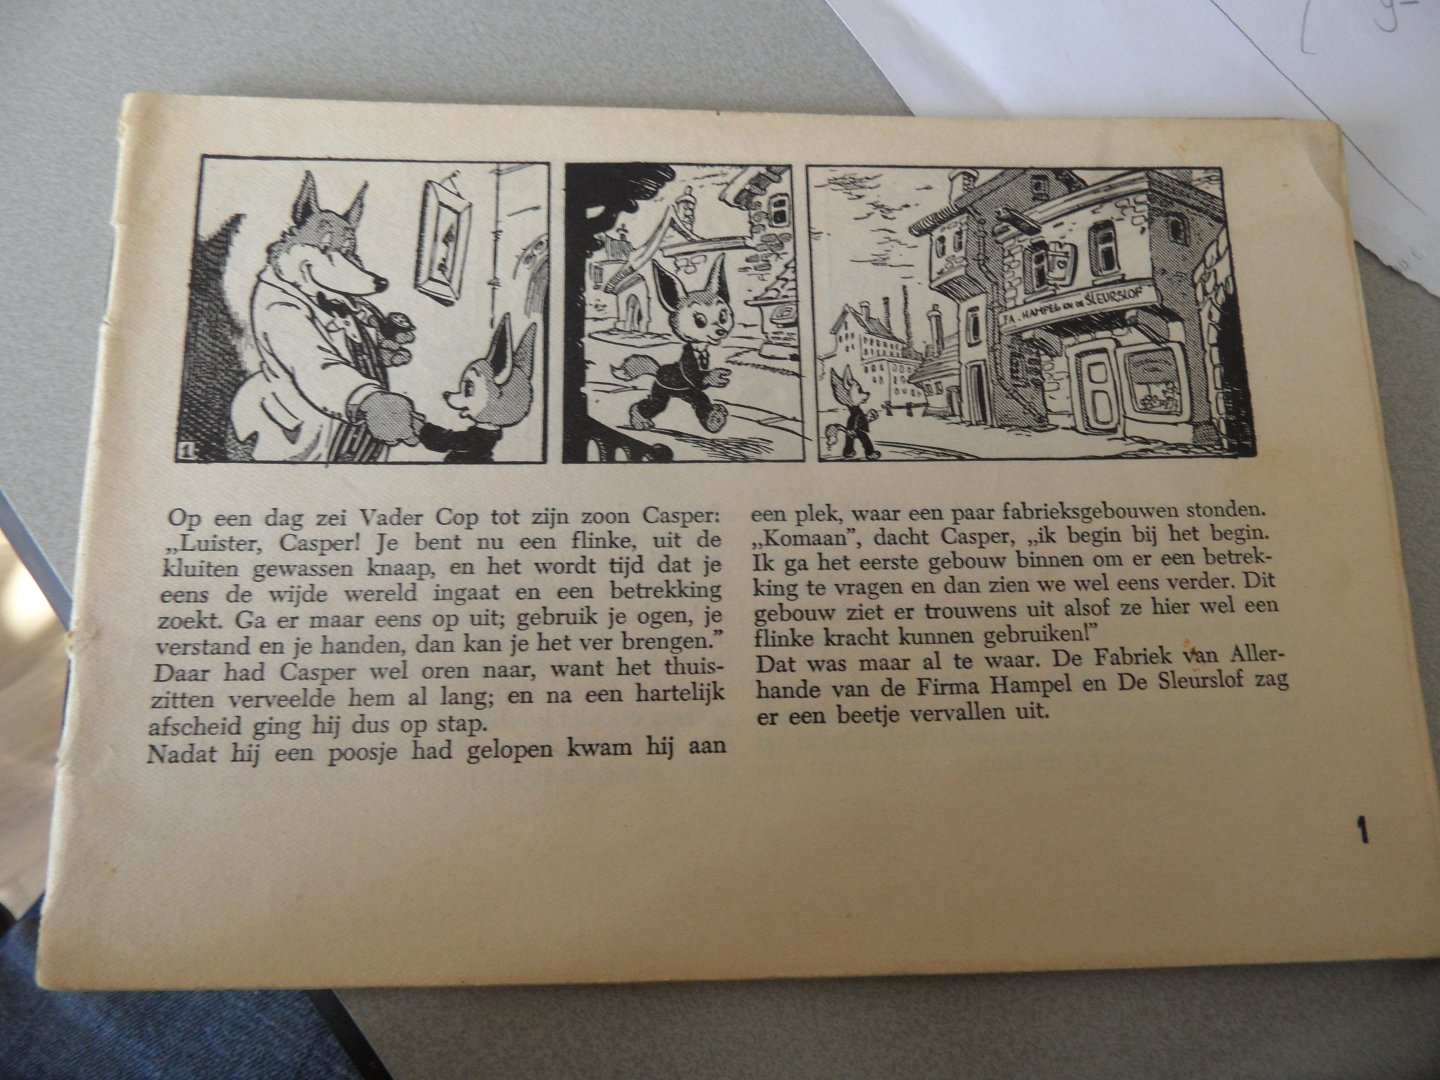 1
FA. HAMPEL EN DE SLEURSLOF
Op een dag zei Vader Cop tot zijn zoon Casper:
„Luister, Casper! Je bent nu een flinke, uit de
kluiten gewassen knaap, en het wordt tijd dat je
eens de wijde wereld ingaat en een betrekking
zoekt. Ga er maar eens op uit; gebruik je ogen, je
verstand en je handen, dan kan je het ver brengen.”
Daar had Casper wel oren naar, want het thuis-
zitten verveelde hem al lang; en na een hartelijk
afscheid ging hij dus op stap.
Nadat hij een poosje had gelopen kwam hij aan
een plek, waar een paar fabrieksgebouwen stonden.
„Komaan”, dacht Casper, „ik begin bij het begin.
Ik ga het eerste gebouw binnen om er een betrek-
king te vragen en dan zien we wel eens verder. Dit
gebouw ziet er trouwens uit alsof ze hier wel een
flinke kracht kunnen gebruiken!”
Dat was maar al te waar. De Fabriek van Aller-
hande van de Firma Hampel en De Sleurslof zag
er een beetje vervallen uit.
1